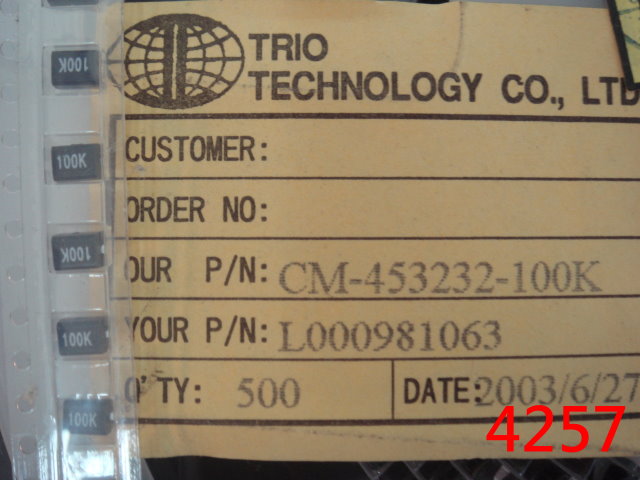 TRIO
TECHNOLOGY CO., LTD
CUSTOMER:
ORDER NO:
OUR P/N: CM-453232-100K
YOUR P/N: L000981063
Q'TY: 500 DATE: 2003/6/27
4257
100K
100K
100K
100K
100K